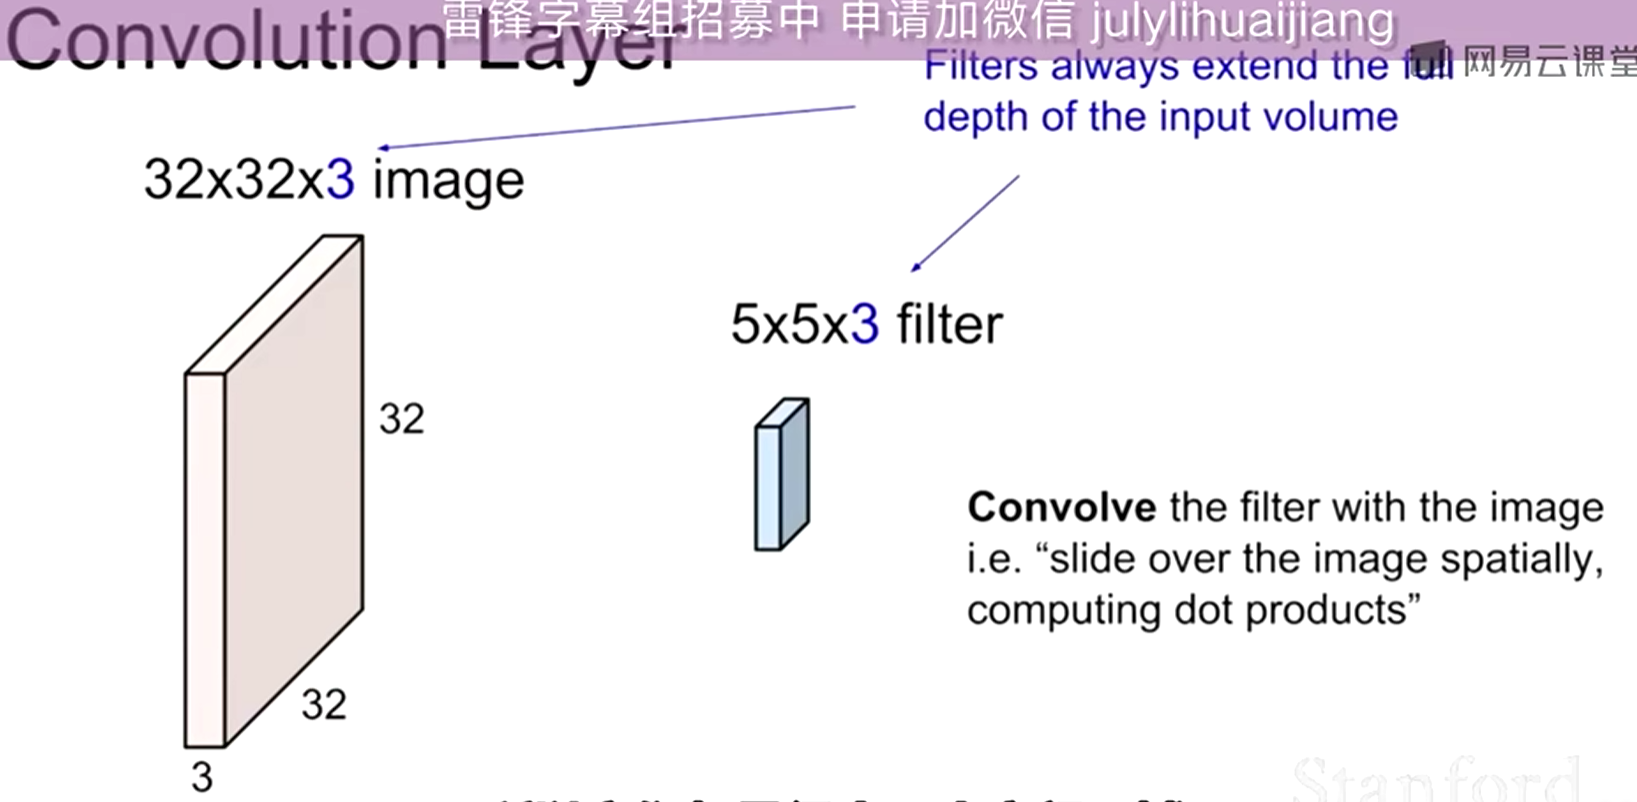 雷锋字幕组招募中 申请加微信 julylihuaijiang
Convolution Layer
网易云课堂
Filters always extend the full
depth of the input volume
32x32x3 image
5x5x3 filter
32
Convolve the filter with the image
i.e. “slide over the image spatially,
computing dot products”
32
3
Stanford